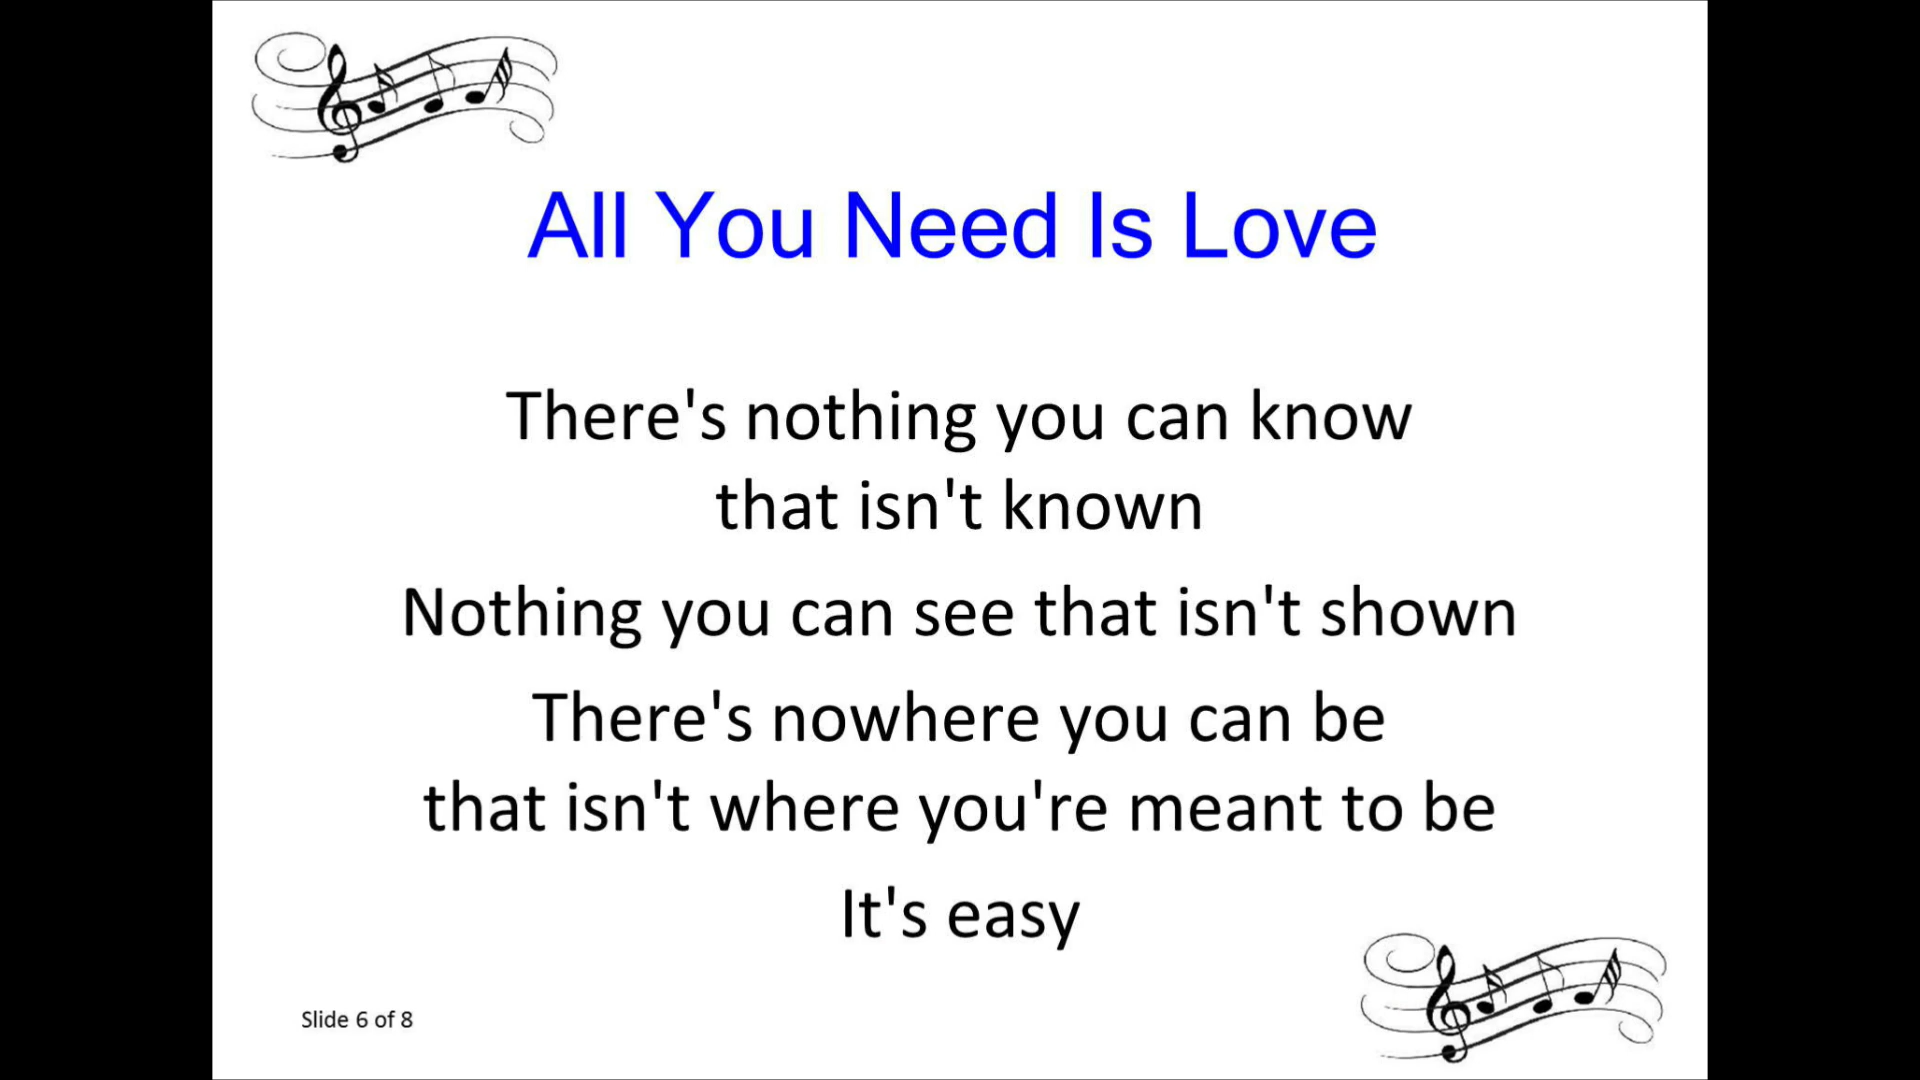 All You Need Is Love
There's nothing you can know
that isn't known
Nothing you can see that isn't shown
There's nowhere you can be
that isn't where you're meant to be
It's easy
Slide 6 of 8